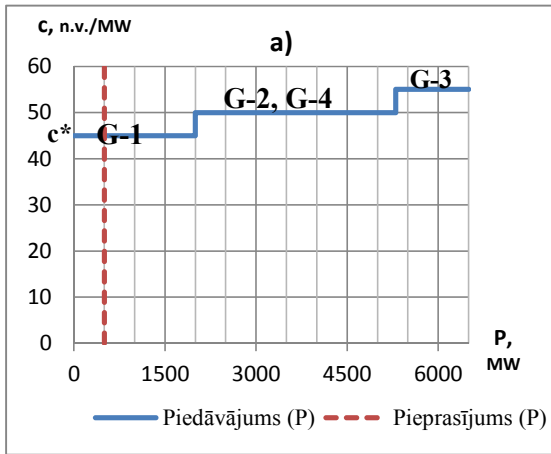 c, n.v./MW
a)
60
50
40
30
20
10
0
c*
G-1
G-2, G-4
G-3
0 1500 3000 4500 6000
P,
MW
Piedāvājums (P) Pieprasījums (P)